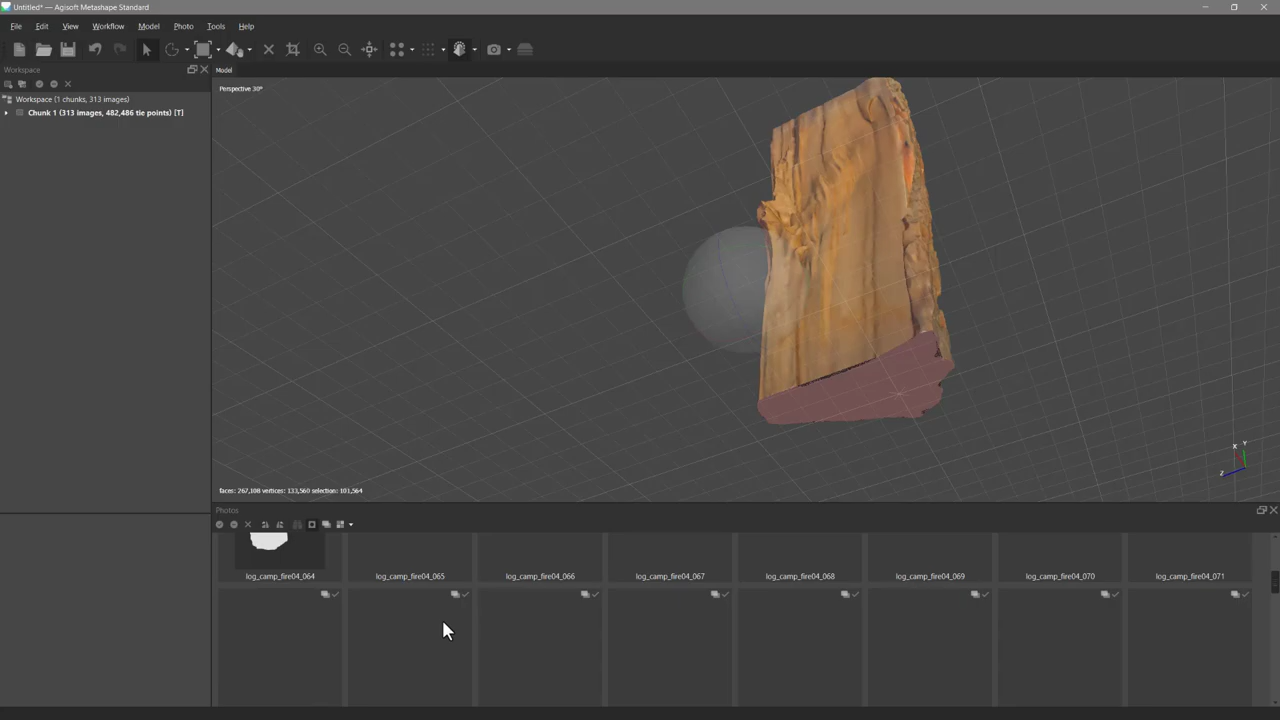 Untitled* — Agisoft Metashape Standard
File Edit View Workflow Model Photo Tools Help
Workspace
Model
Workspace (1 chunks, 313 images)
Chunk 1 (313 images, 482,486 tie points) [T]
Perspective 30°
X Y
Z
faces: 267,108 vertices: 133,560 selection: 101,564
Photos
log_camp_fire04_064 log_camp_fire04_065 log_camp_fire04_066 log_camp_fire04_067 log_camp_fire04_068 log_camp_fire04_069 log_camp_fire04_070 log_camp_fire04_071